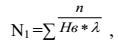 N₁ = ∑ n / (Нв * λ) ,